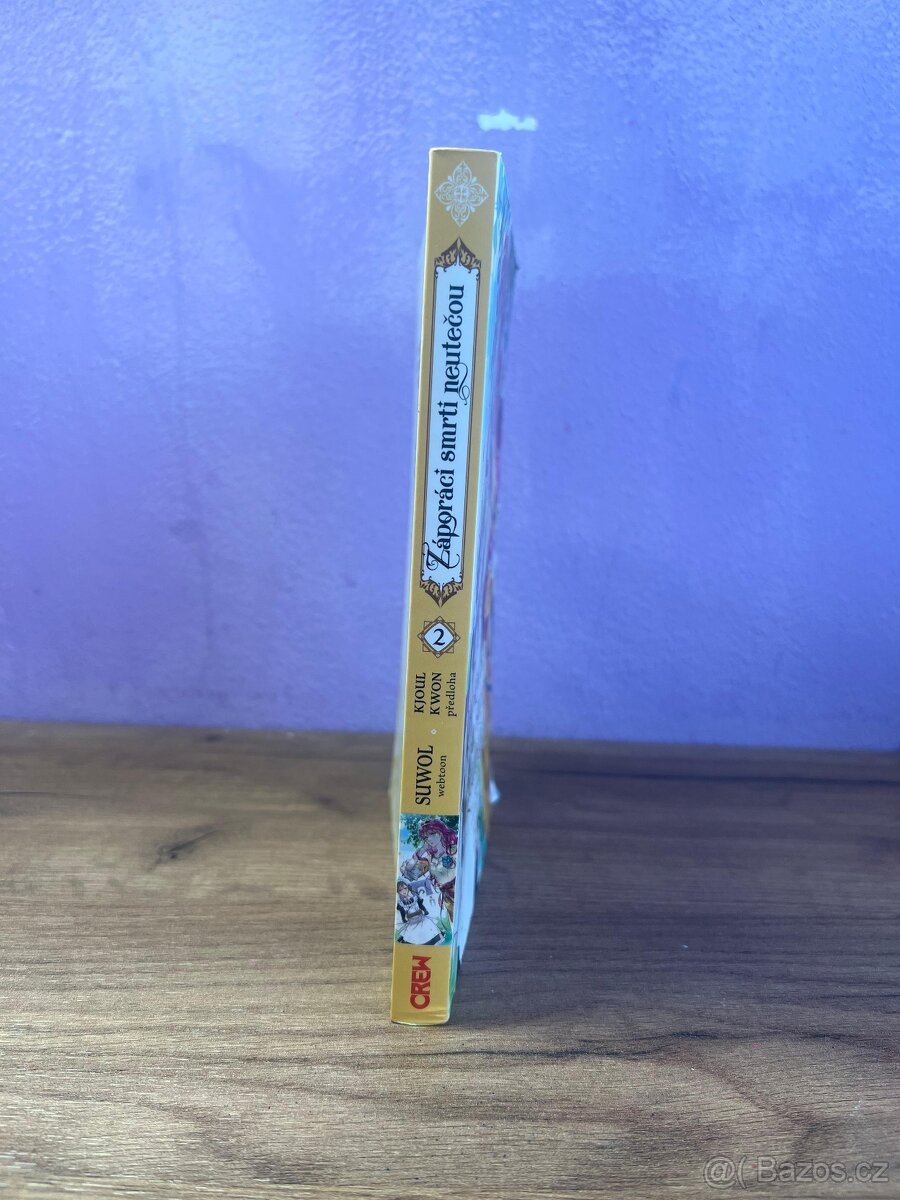 Záporáci smrti neutečou
2
KJOUL
KWON
předloha
SUWOL
webtoon
CREW
@( Bazos.cz